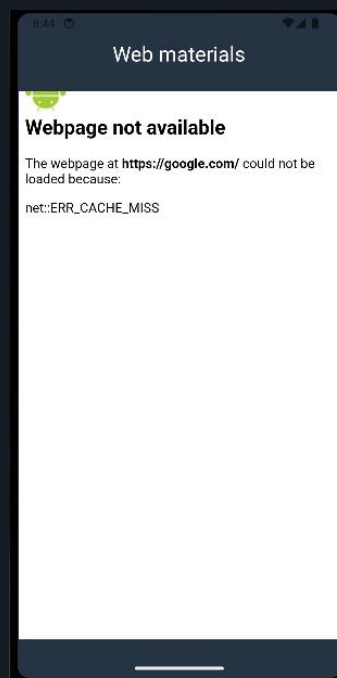 8:44
Web materials
Webpage not available
The webpage at https://google.com/ could not be
loaded because:
net::ERR_CACHE_MISS